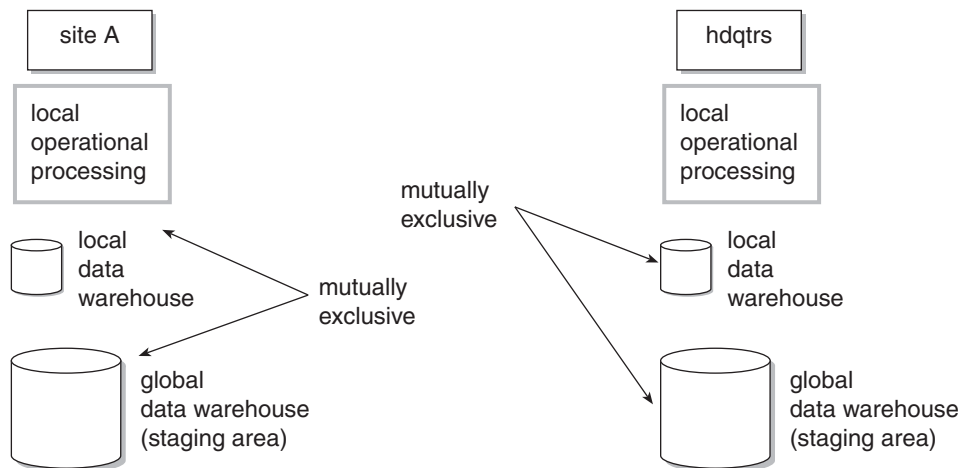 site A
local
operational
processing
local
data
warehouse
mutually
exclusive
global
data warehouse
(staging area)
mutually
exclusive
hdqtrs
local
operational
processing
local
data
warehouse
global
data warehouse
(staging area)